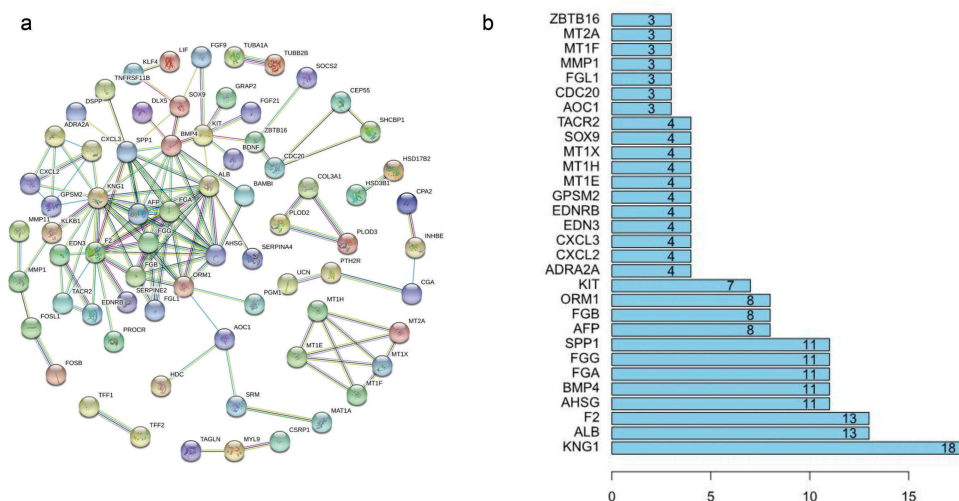 a
LIF
KLF4
TNFRSF11B
FGF9
TUBA1A
TUBB2B
SOX9
SOCS2
DSPP
DLX5
GRAP2
CEP55
ADRA2A
KIT
FGF21
SHCBP1
CXCL3
SPP1
BMP4
ZBTB16
BDNF
CDC20
CXCL2
KNG1
ALB
BAMBI
HSD17B2
GPSM2
AFP
FGA
COL3A1
HSD3B1
CPA2
MMP11
KLKB1
FGG
PLOD2
PLOD3
EDN3
F2
AHSG
SERPINA4
INHBE
MMP1
FGB
ORM1
UCN
PTH2R
CGA
TACR2
EDNRB
SERPINE2
FGL1
PGM1
MT1H
FOSL1
PROCR
AOC1
MT2A
MT1E
MT1X
FOSB
HDC
MT1F
SRM
MAT1A
TFF1
TFF2
TAGLN
MYL9
CSRP1
b
ZBTB16 3
MT2A 3
MT1F 3
MMP1 3
FGL1 3
CDC20 3
AOC1 3
TACR2 4
SOX9 4
MT1X 4
MT1H 4
MT1E 4
GPSM2 4
EDNRB 4
EDN3 4
CXCL3 4
CXCL2 4
ADRA2A 4
KIT 7
ORM1 8
FGB 8
AFP 8
SPP1 11
FGG 11
FGA 11
BMP4 11
AHSG 11
F2 13
ALB 13
KNG1 18
0 5 10 15